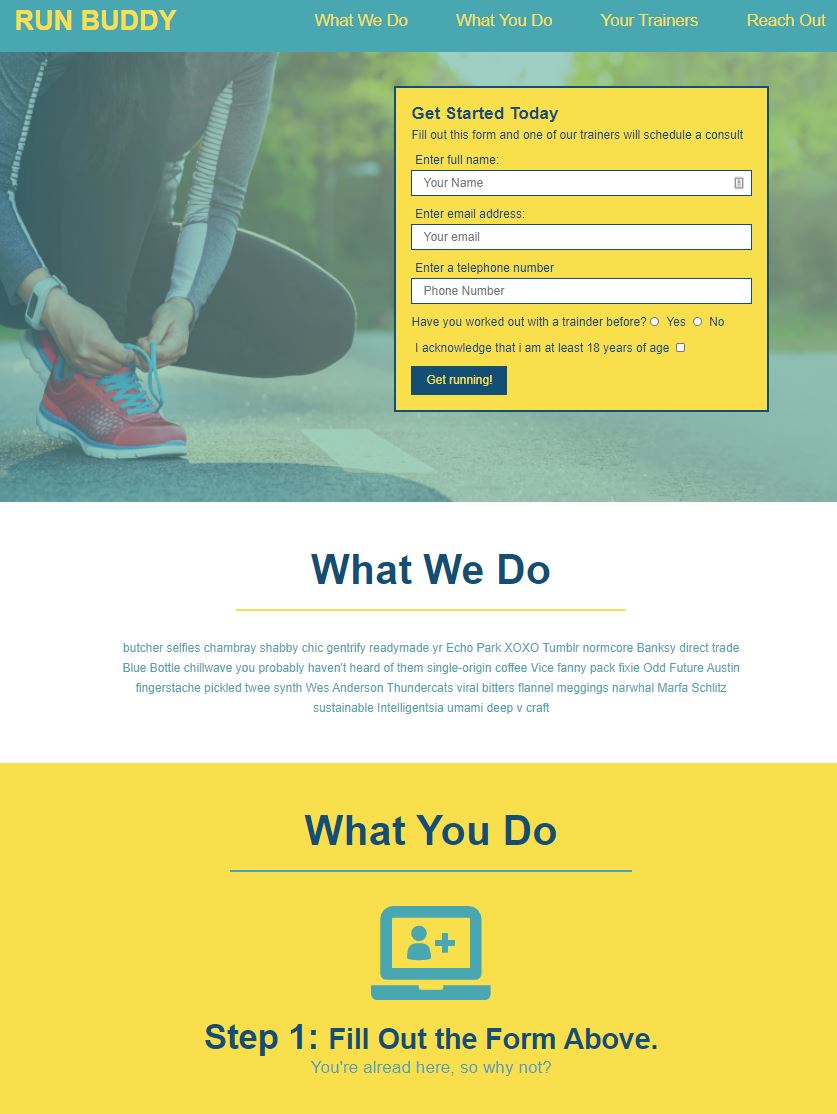 RUN BUDDY
What We Do
What You Do
Your Trainers
Reach Out
Get Started Today
Fill out this form and one of our trainers will schedule a consult
Enter full name:
Your Name
Enter email address:
Your email
Enter a telephone number
Phone Number
Have you worked out with a trainder before? Yes No
I acknowledge that i am at least 18 years of age
Get running!
What We Do
butcher selfies chambray shabby chic gentrify readymade yr Echo Park XOXO Tumblr normcore Banksy direct trade
Blue Bottle chillwave you probably haven't heard of them single-origin coffee Vice fanny pack fixie Odd Future Austin
fingerstache pickled twee synth Wes Anderson Thundercats viral bitters flannel meggings narwhal Marfa Schlitz
sustainable Intelligentsia umami deep v craft
What You Do
Step 1: Fill Out the Form Above.
You're alread here, so why not?